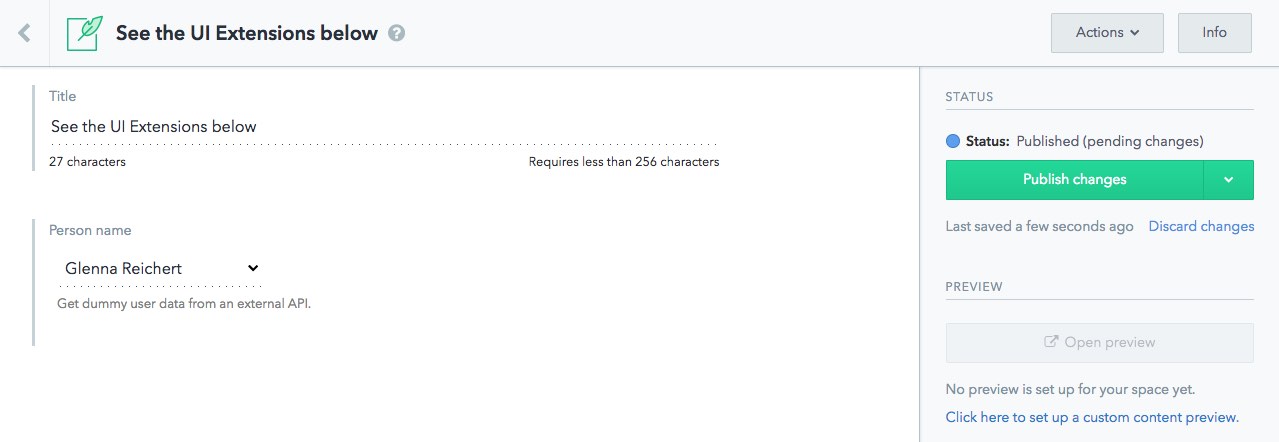 See the UI Extensions below ?
Actions
Info
Title
See the UI Extensions below
27 characters
Requires less than 256 characters
Person name
Glenna Reichert
Get dummy user data from an external API.
STATUS
Status: Published (pending changes)
Publish changes
Last saved a few seconds ago Discard changes
PREVIEW
Open preview
No preview is set up for your space yet.
Click here to set up a custom content preview.